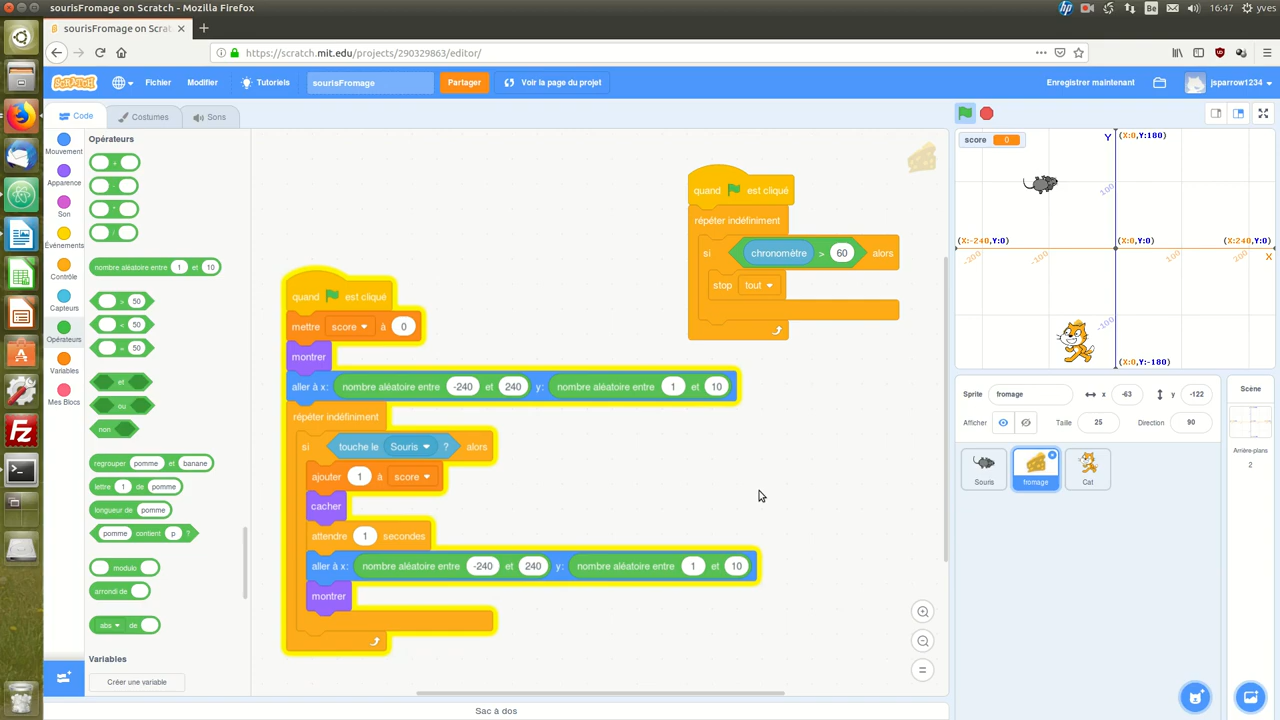 sourisFromage on Scratch - Mozilla Firefox
Be 16:47 yves
sourisFromage on Scrat
https://scratch.mit.edu/projects/290329863/editor/
SCRATCH Fichier Modifier Tutoriels sourisFromage Partager Voir la page du projet Enregistrer maintenant jsparrow1234
Code Costumes Sons
Mouvement
Apparence
Son
Événements
Contrôle
Capteurs
Opérateurs
Variables
Mes Blocs
Opérateurs
+
-
*
/
nombre aléatoire entre 1 et 10
> 50
< 50
= 50
et
ou
non
regrouper pomme et banane
lettre 1 de pomme
longueur de pomme
pomme contient p ?
modulo
arrondi de
abs de
Variables
Créer une variable
quand est cliqué
répéter indéfiniment
si chronomètre > 60 alors
stop tout
quand est cliqué
mettre score à 0
montrer
aller à x: nombre aléatoire entre -240 et 240 y: nombre aléatoire entre 1 et 10
répéter indéfiniment
si touche le Souris ? alors
ajouter 1 à score
cacher
attendre 1 secondes
aller à x: nombre aléatoire entre -240 et 240 y: nombre aléatoire entre 1 et 10
montrer
=
Sac à dos
score 0
Y (X:0,Y:180)
100
(X:-240,Y:0) (X:0,Y:0) (X:240,Y:0)
-200 -100 100 200 X
-100
(X:0,Y:-180)
Sprite fromage x -63 y -122
Afficher Taille 25 Direction 90
Souris fromage Cat
Scène
Arrière-plans
2